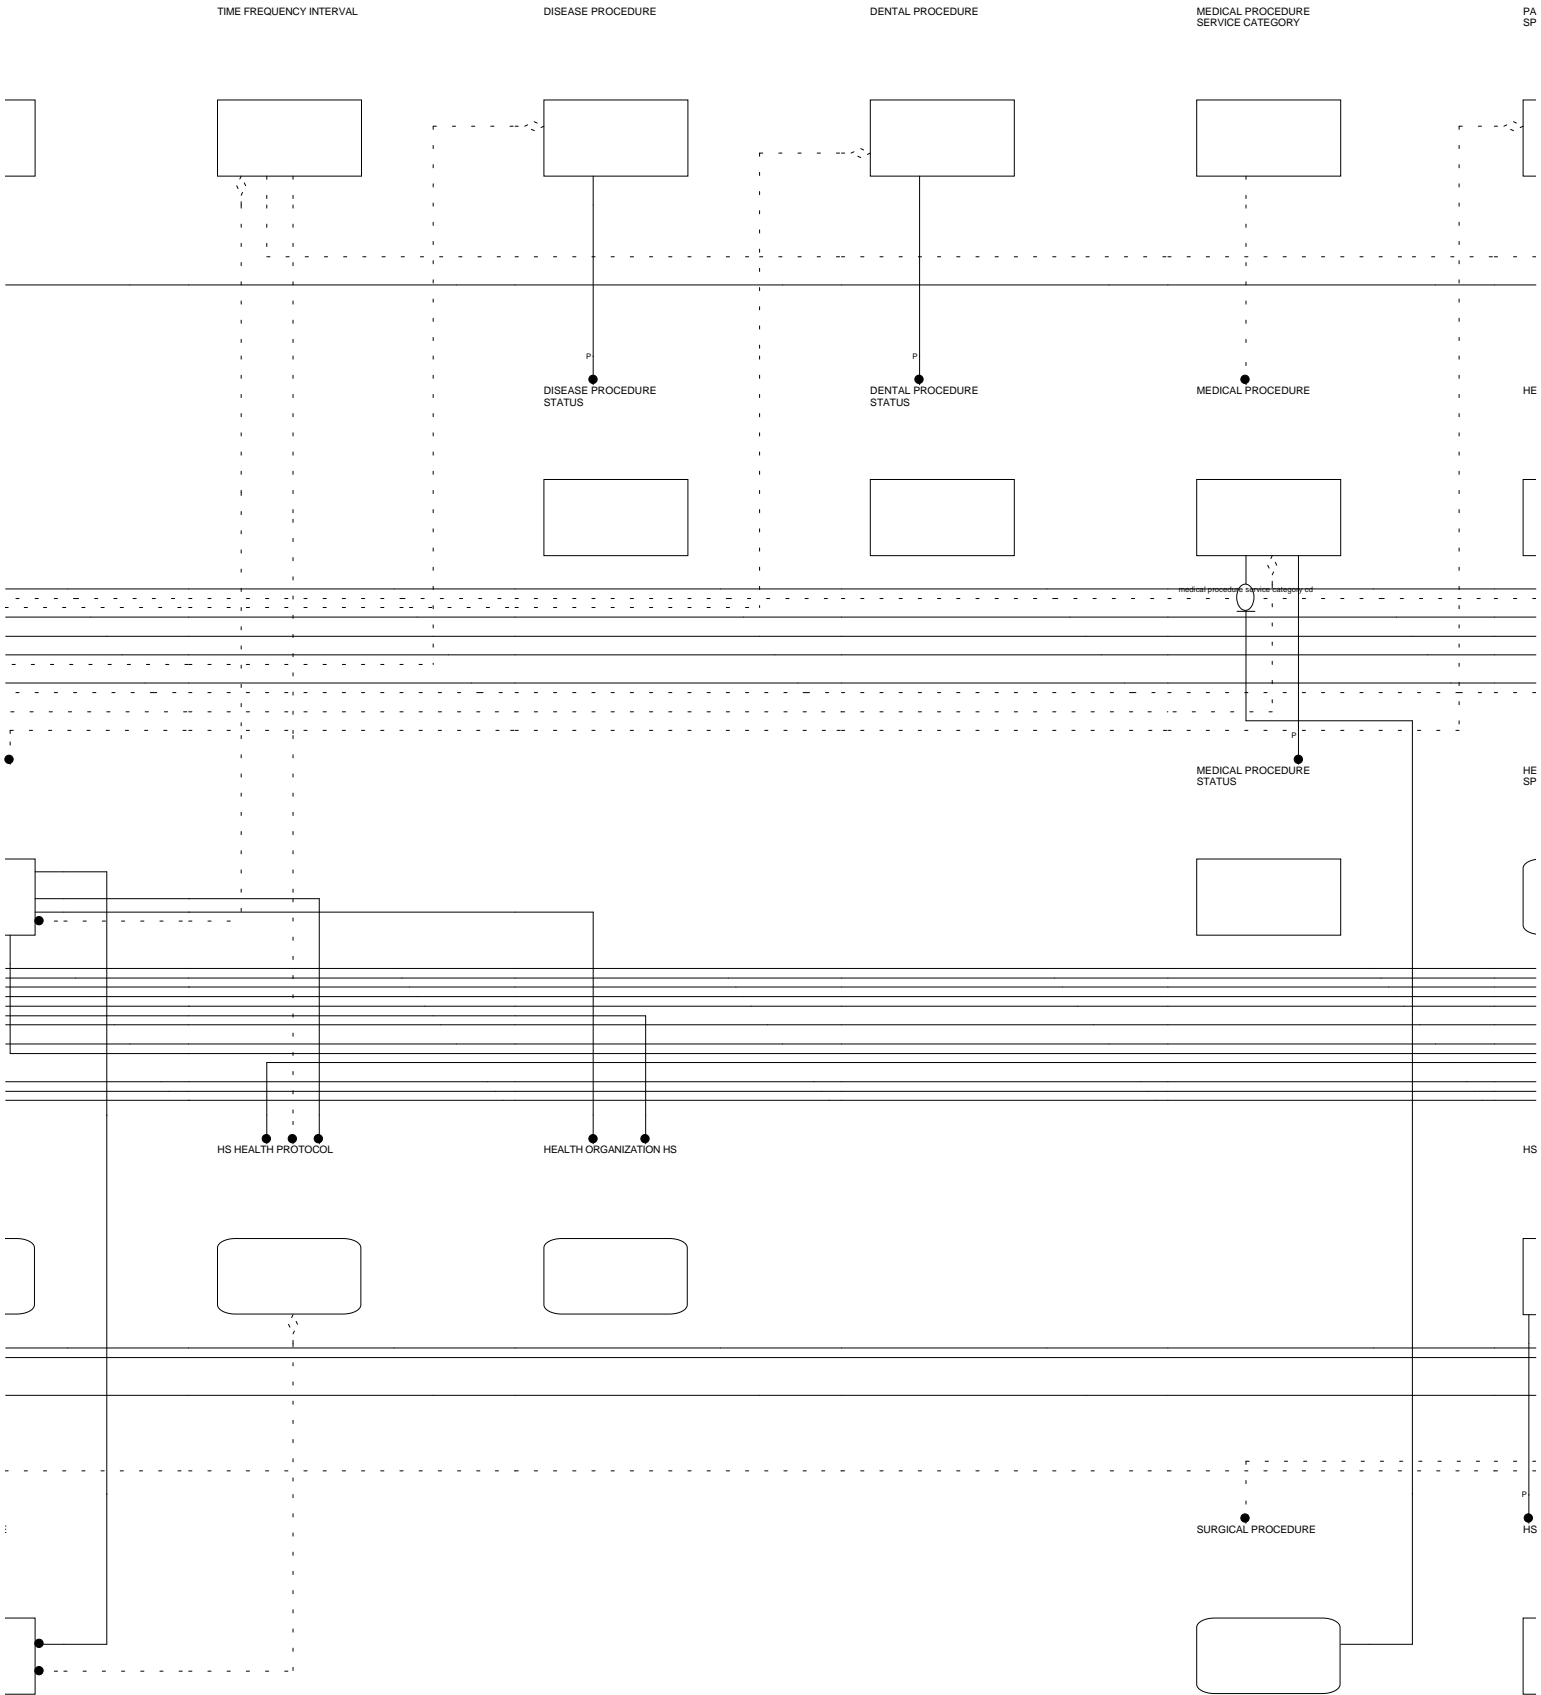 TIME FREQUENCY INTERVAL
DISEASE PROCEDURE
DENTAL PROCEDURE
MEDICAL PROCEDURE
SERVICE CATEGORY
PA
SP
P
P
DISEASE PROCEDURE
STATUS
DENTAL PROCEDURE
STATUS
MEDICAL PROCEDURE
HE
medical procedure service category cd
P
MEDICAL PROCEDURE
STATUS
HE
SP
HS HEALTH PROTOCOL
HEALTH ORGANIZATION HS
HS
P
SURGICAL PROCEDURE
HS